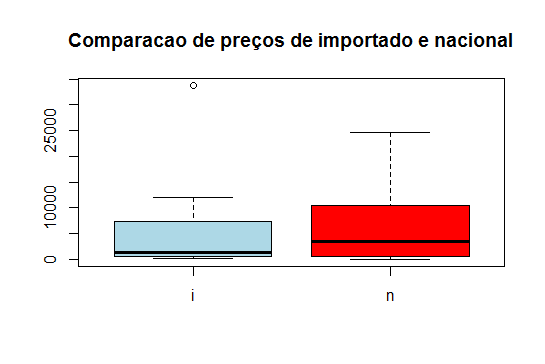 Comparacao de preços de importado e nacional
25000
10000
0
i
n